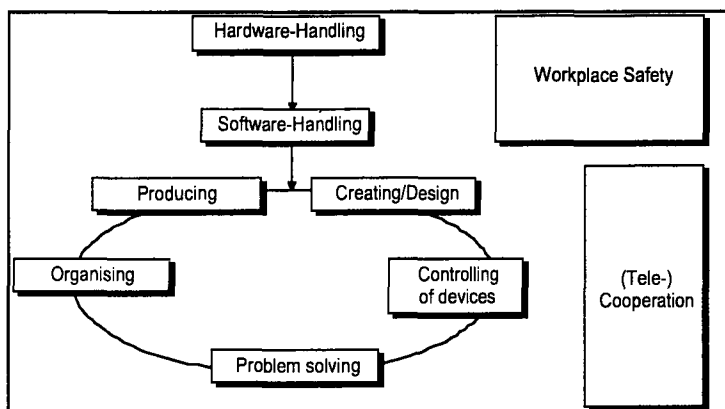 Hardware-Handling
Workplace Safety
Software-Handling
Producing
Creating/Design
Organising
Controlling
of devices
(Tele-)
Cooperation
Problem solving